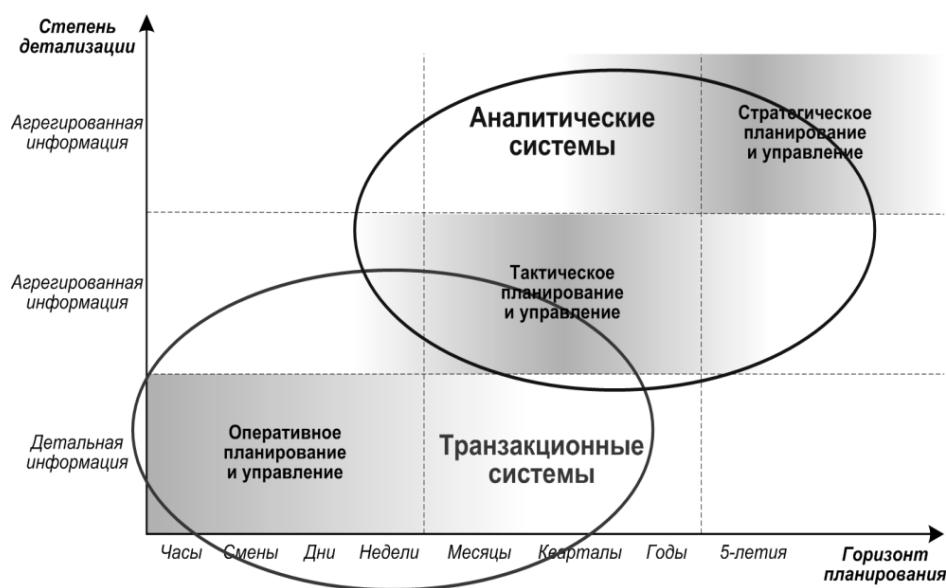 Степень
детализации
Агрегированная
информация
Аналитические
системы
Стратегическое
планирование
и управление
Агрегированная
информация
Тактическое
планирование
и управление
Детальная
информация
Оперативное
планирование
и управление
Транзакционные
системы
Часы Смены Дни Недели Месяцы Кварталы Годы 5-летия
Горизонт
планирования